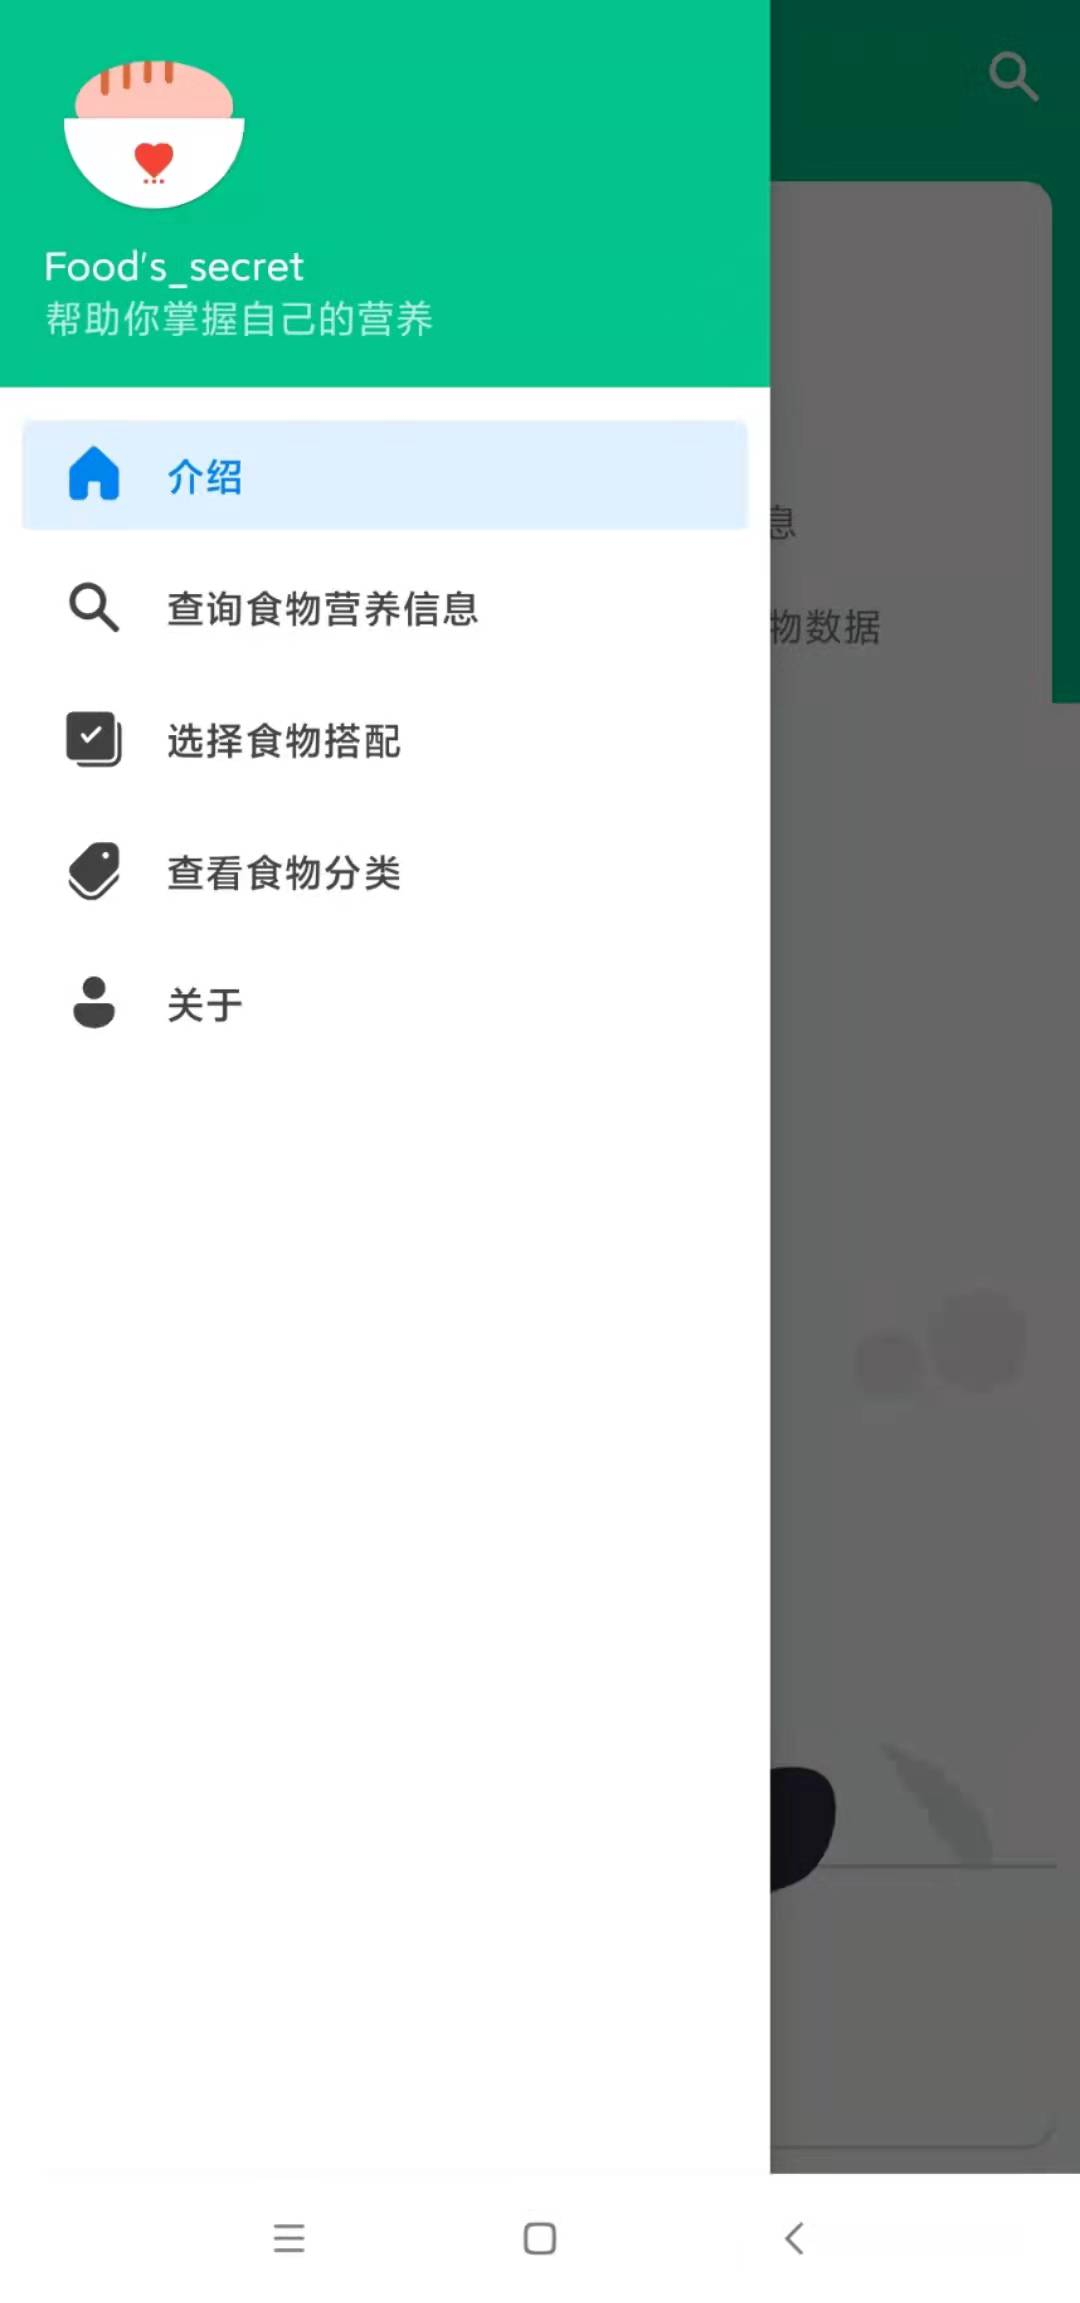 Food's_secret
帮助你掌握自己的营养
介绍
息
查询食物营养信息
物数据
选择食物搭配
查看食物分类
关于